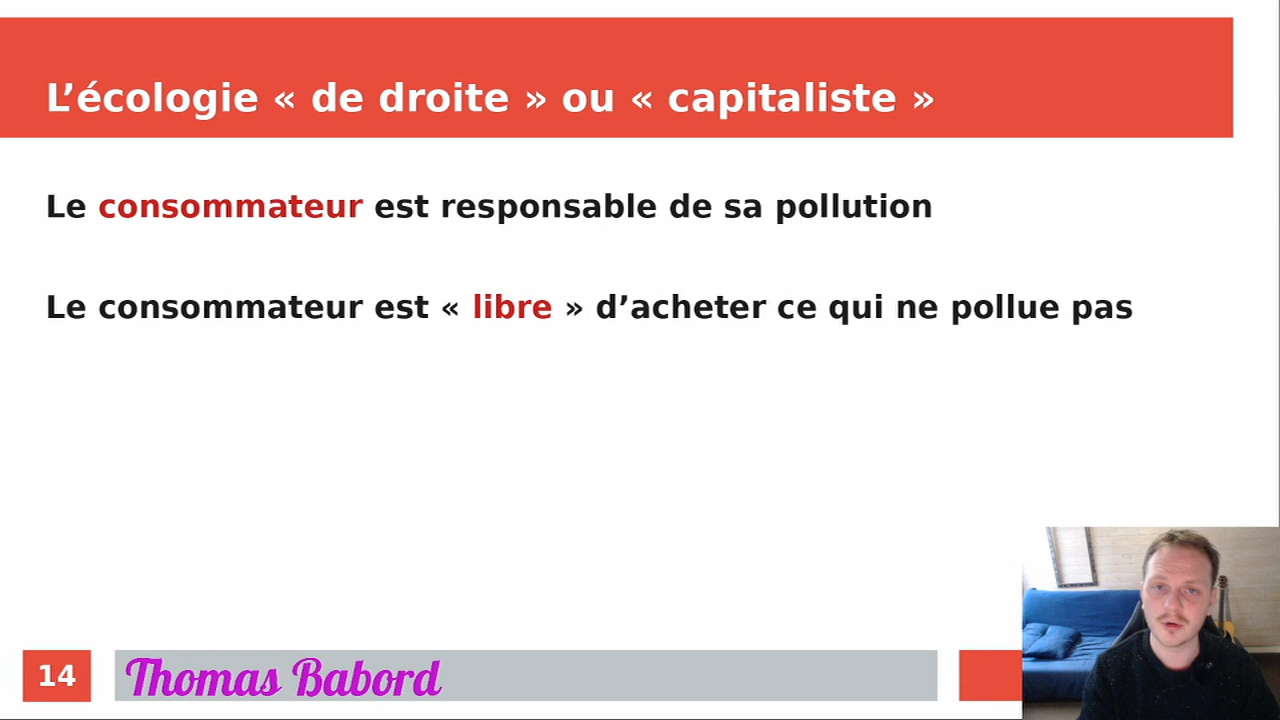 L’écologie « de droite » ou « capitaliste »
Le consommateur est responsable de sa pollution
Le consommateur est « libre » d’acheter ce qui ne pollue pas
14
Thomas Babord